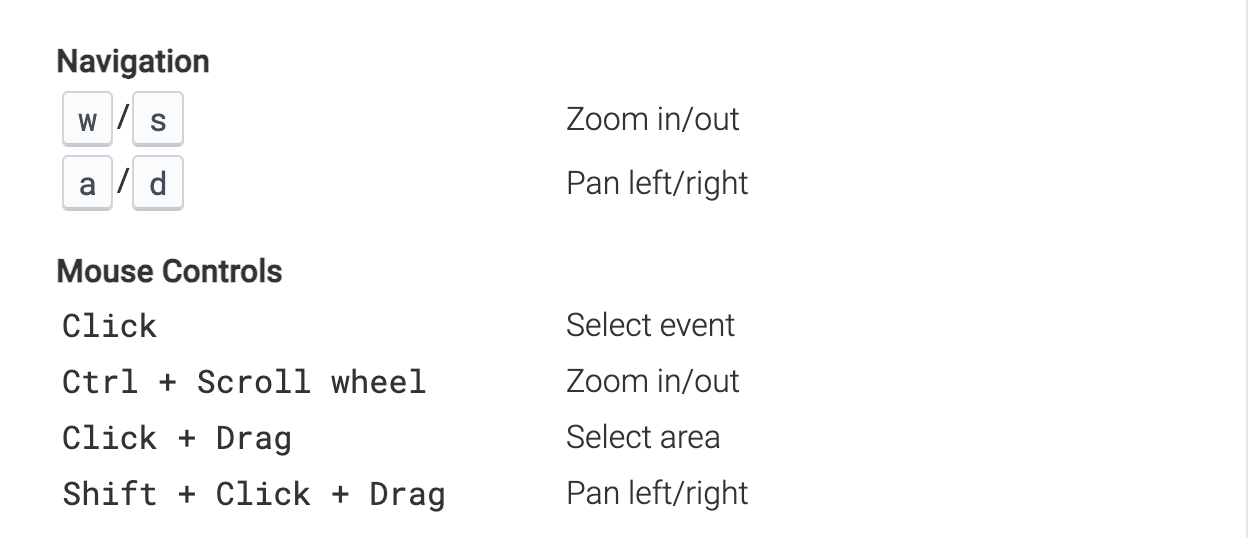 Navigation
w / s Zoom in/out
a / d Pan left/right
Mouse Controls
Click Select event
Ctrl + Scroll wheel Zoom in/out
Click + Drag Select area
Shift + Click + Drag Pan left/right